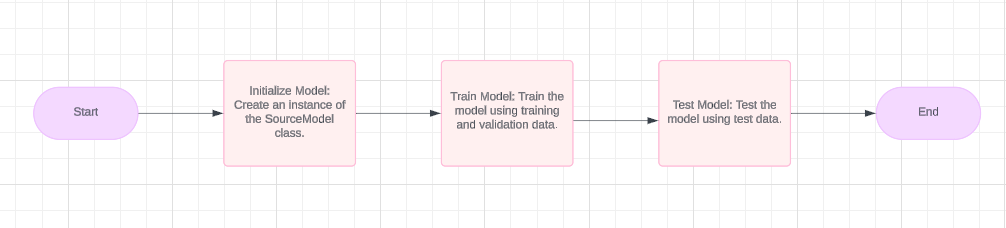 Start
Initialize Model:
Create an instance of
the SourceModel
class.
Train Model: Train the
model using training
and validation data.
Test Model: Test the
model using test data.
End